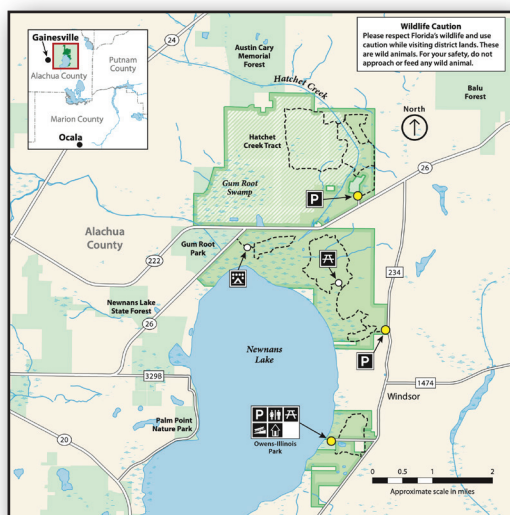 Gainesville
Alachua County
Putnam
County
Marion County
Ocala
24
Austin Cary
Memorial
Forest
Wildlife Caution
Please respect Florida's wildlife and use
caution while visiting district lands. These
are wild animals. For your safety, do not
approach or feed any wild animal.
Hatchet Creek
Balu
Forest
North
Hatchet
Creek Tract
26
Gum Root
Swamp
P
Alachua
County
Gum Root
Park
222
234
Newnans Lake
State Forest
26
P
Newnans
Lake
329B
1474
Windsor
Palm Point
Nature Park
P
Owens-Illinois
Park
20
0 0.5 1 2
Approximate scale in miles